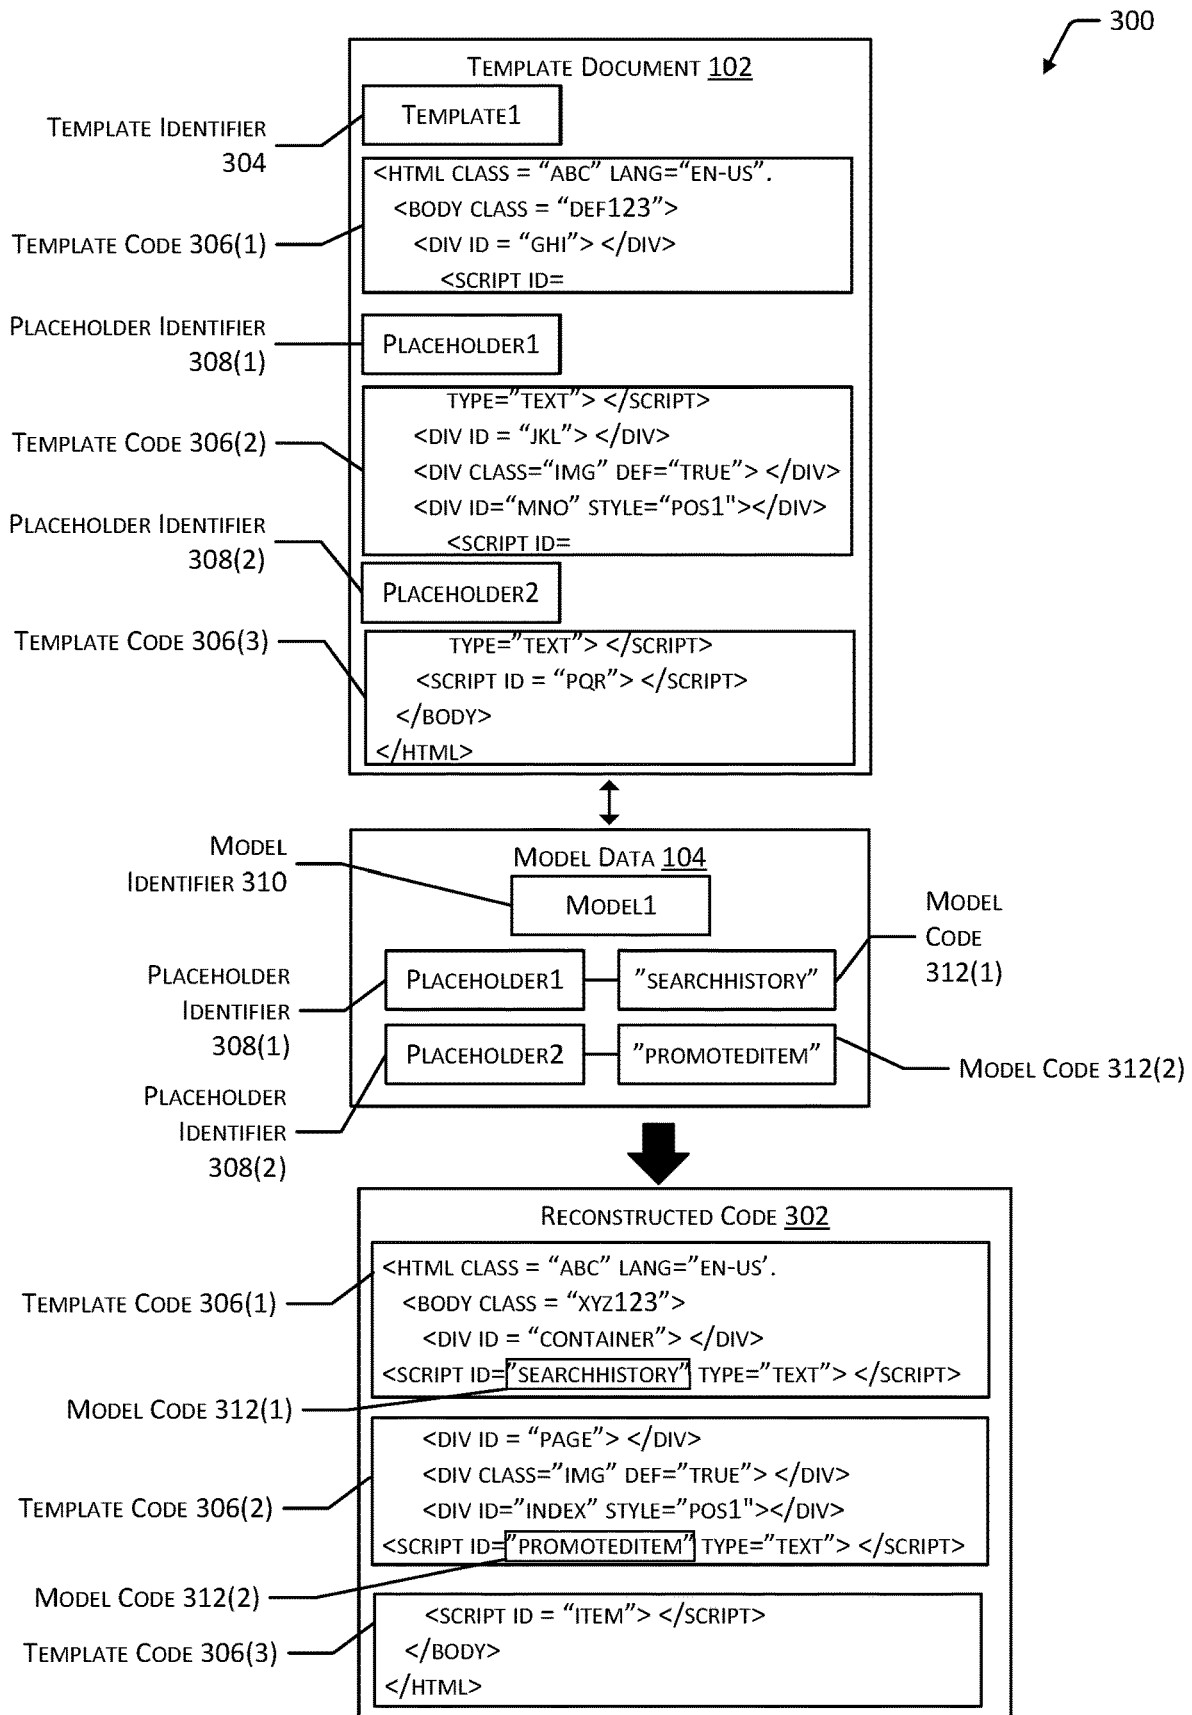 300
TEMPLATE DOCUMENT 102
TEMPLATE1
TEMPLATE IDENTIFIER
304
<HTML CLASS = “ABC” LANG=“EN-US”.
<BODY CLASS = “DEF123”>
TEMPLATE CODE 306(1)
<DIV ID = “GHI”> </DIV>
<SCRIPT ID=
PLACEHOLDER IDENTIFIER
308(1)
PLACEHOLDER1
TYPE=”TEXT”> </SCRIPT>
TEMPLATE CODE 306(2)
<DIV ID = “JKL”> </DIV>
<DIV CLASS=“IMG” DEF=“TRUE”> </DIV>
<DIV ID=“MNO” STYLE=“POS1"></DIV>
<SCRIPT ID=
PLACEHOLDER IDENTIFIER
308(2)
PLACEHOLDER2
TEMPLATE CODE 306(3)
TYPE=”TEXT”> </SCRIPT>
<SCRIPT ID = “PQR”> </SCRIPT>
</BODY>
</HTML>
MODEL DATA 104
MODEL
IDENTIFIER 310
MODEL1
MODEL
CODE
312(1)
PLACEHOLDER
IDENTIFIER
308(1)
PLACEHOLDER1
”SEARCHHISTORY”
PLACEHOLDER2
”PROMOTEDITEM”
MODEL CODE 312(2)
PLACEHOLDER
IDENTIFIER
308(2)
RECONSTRUCTED CODE 302
<HTML CLASS = “ABC” LANG=”EN-US’.
TEMPLATE CODE 306(1)
<BODY CLASS = “XYZ123”>
<DIV ID = “CONTAINER”> </DIV>
<SCRIPT ID=”SEARCHHISTORY” TYPE=”TEXT”> </SCRIPT>
MODEL CODE 312(1)
<DIV ID = “PAGE”> </DIV>
<DIV CLASS=”IMG” DEF=”TRUE”> </DIV>
TEMPLATE CODE 306(2)
<DIV ID=”INDEX” STYLE=”POS1"></DIV>
<SCRIPT ID=”PROMOTEDITEM” TYPE=”TEXT”> </SCRIPT>
MODEL CODE 312(2)
<SCRIPT ID = “ITEM”> </SCRIPT>
TEMPLATE CODE 306(3)
</BODY>
</HTML>